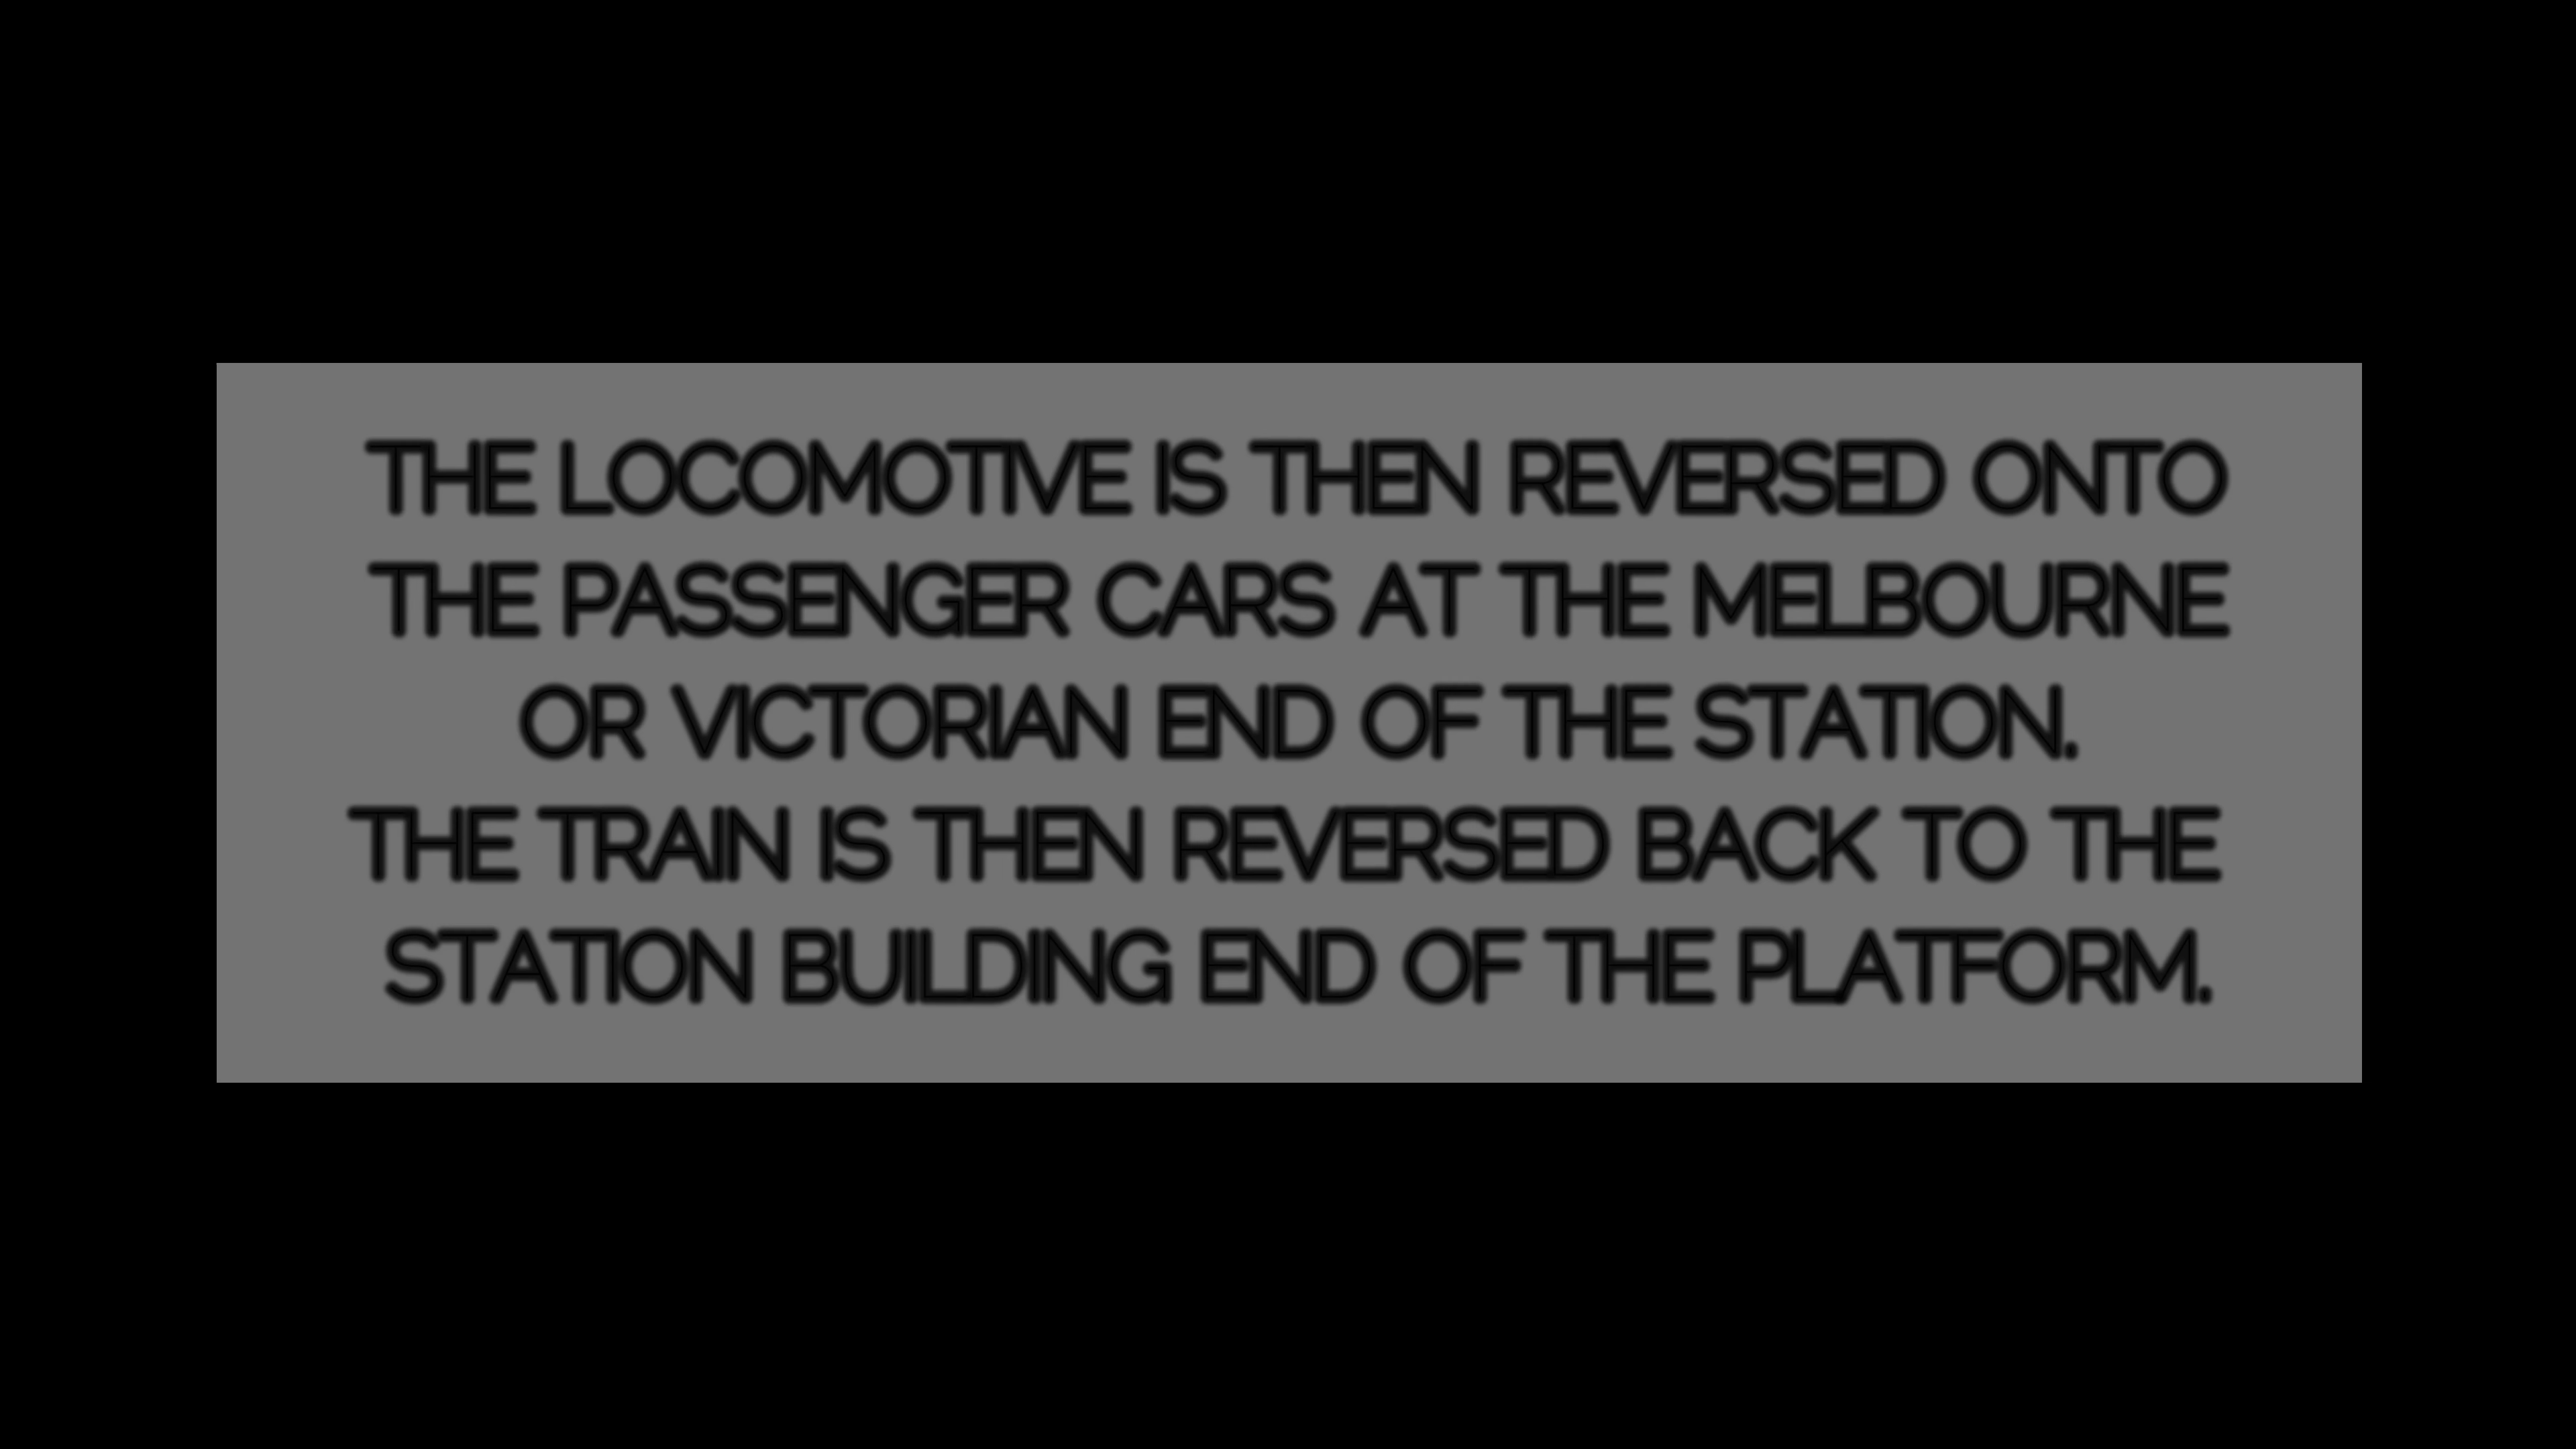 THE LOCOMOTIVE IS THEN REVERSED ONTO
THE PASSENGER CARS AT THE MELBOURNE
OR VICTORIAN END OF THE STATION.
THE TRAIN IS THEN REVERSED BACK TO THE
STATION BUILDING END OF THE PLATFORM.